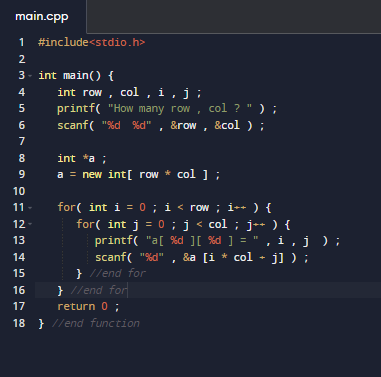 main.cpp
1 #include<stdio.h>
2
3 int main() {
4 int row , col , i , j ;
5 printf( "How many row , col ? " ) ;
6 scanf( "%d %d" , &row , &col ) ;
7
8 int *a ;
9 a = new int[ row * col ] ;
10
11 for( int i = 0 ; i < row ; i++ ) {
12 for( int j = 0 ; j < col ; j++ ) {
13 printf( "a[ %d ][ %d ] = " , i , j ) ;
14 scanf( "%d" , &a [i * col + j] ) ;
15 } //end for
16 } //end for
17 return 0 ;
18 } //end function